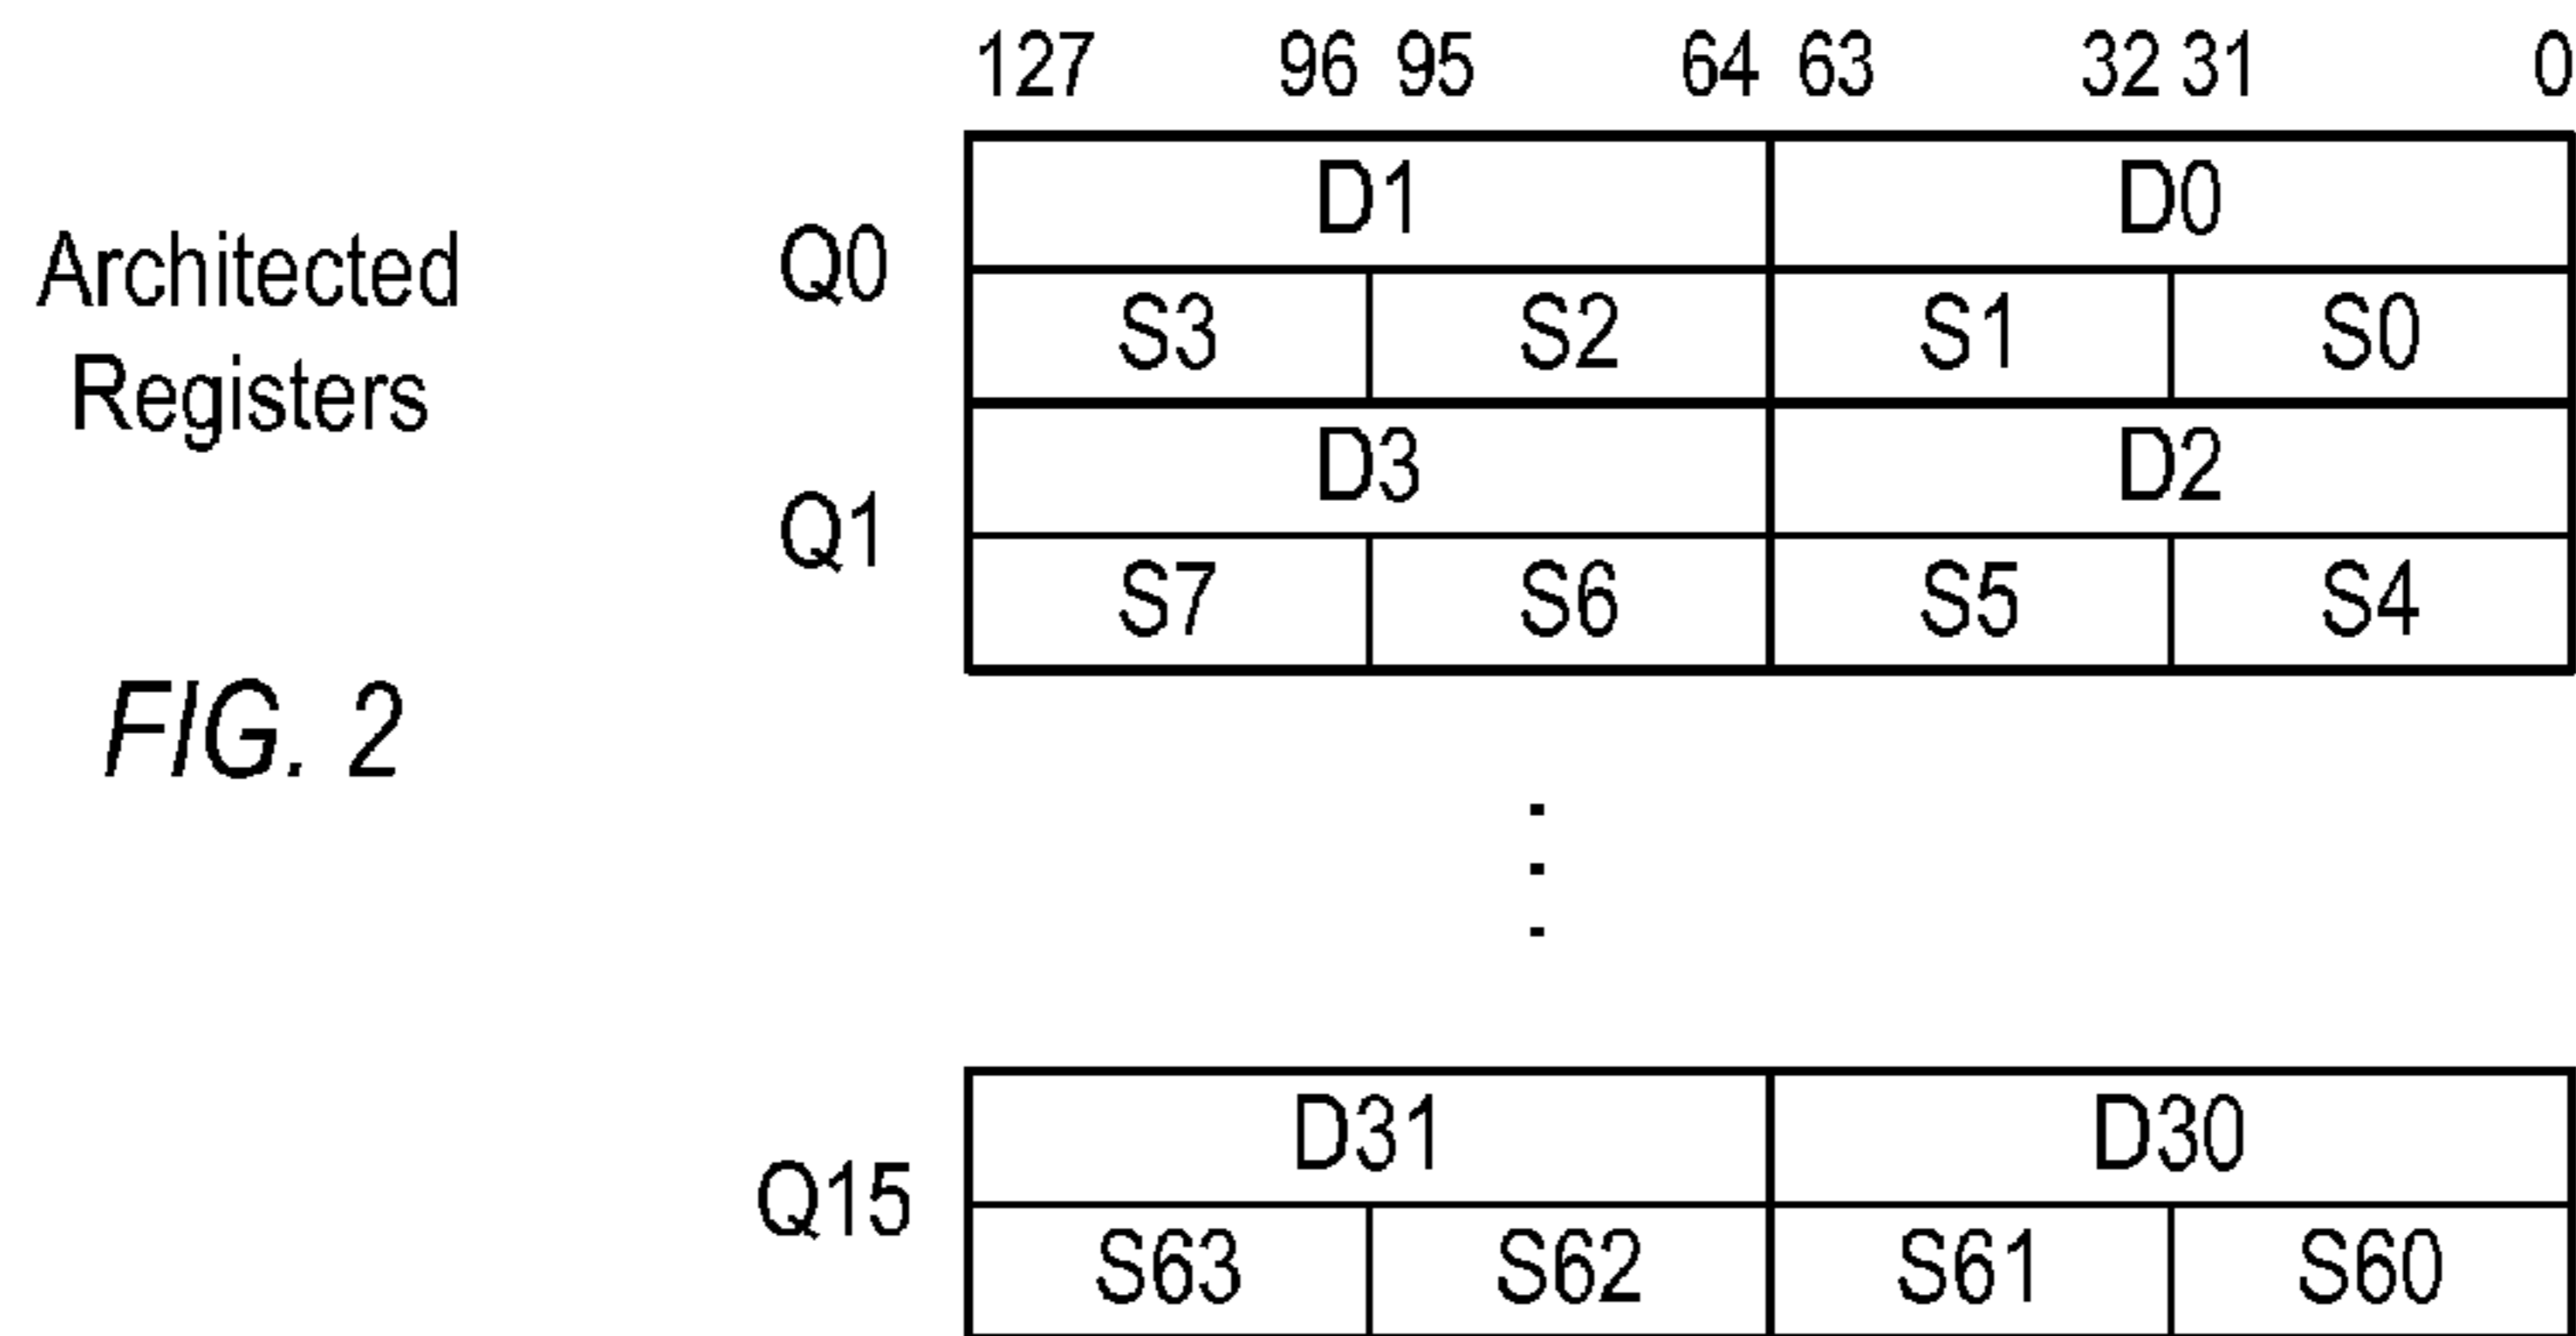 127 96 95 64 63 32 31 0
D1 D0
Q0
S3 S2 S1 S0
Architected
Registers
D3 D2
Q1
S7 S6 S5 S4
FIG. 2
D31 D30
Q15
S63 S62 S61 S60